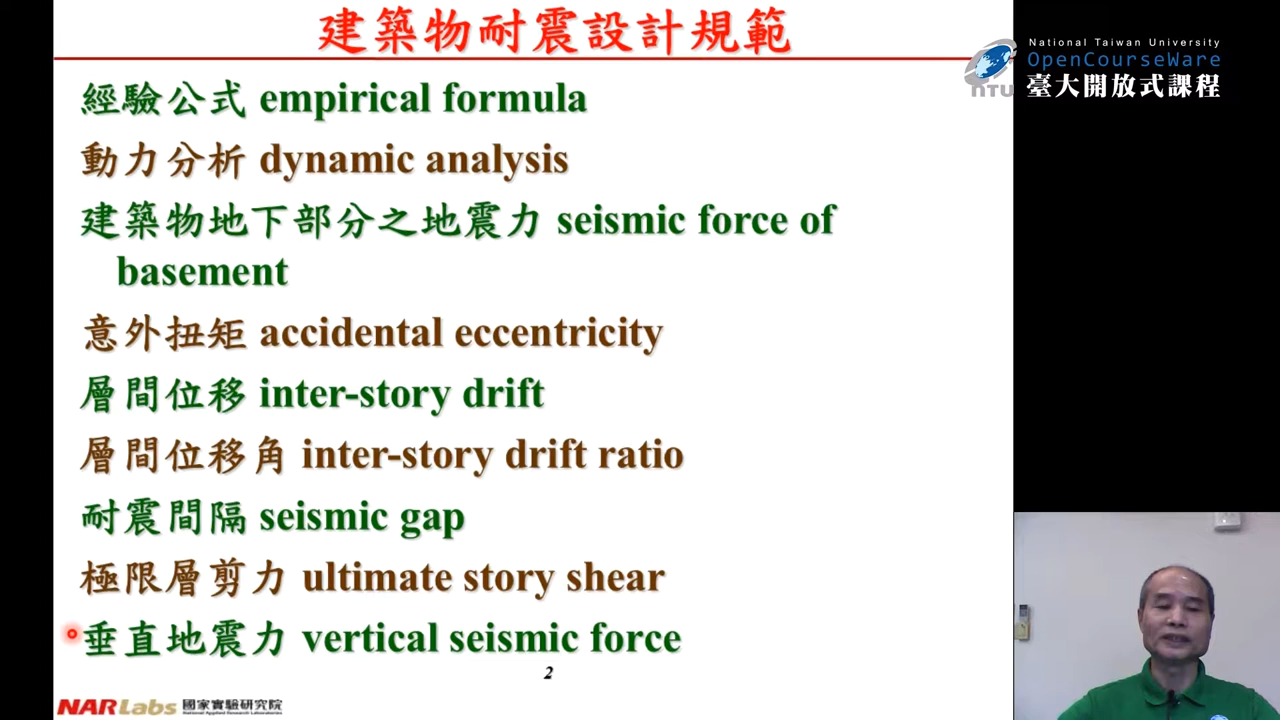 建築物耐震設計規範
National Taiwan University
OpenCourseWare
臺大開放式課程
NTU
經驗公式 empirical formula
動力分析 dynamic analysis
建築物地下部分之地震力 seismic force of
basement
意外扭矩 accidental eccentricity
層間位移 inter-story drift
層間位移角 inter-story drift ratio
耐震間隔 seismic gap
極限層剪力 ultimate story shear
垂直地震力 vertical seismic force
2
NARLabs 國家實驗研究院
National Applied Research Laboratories